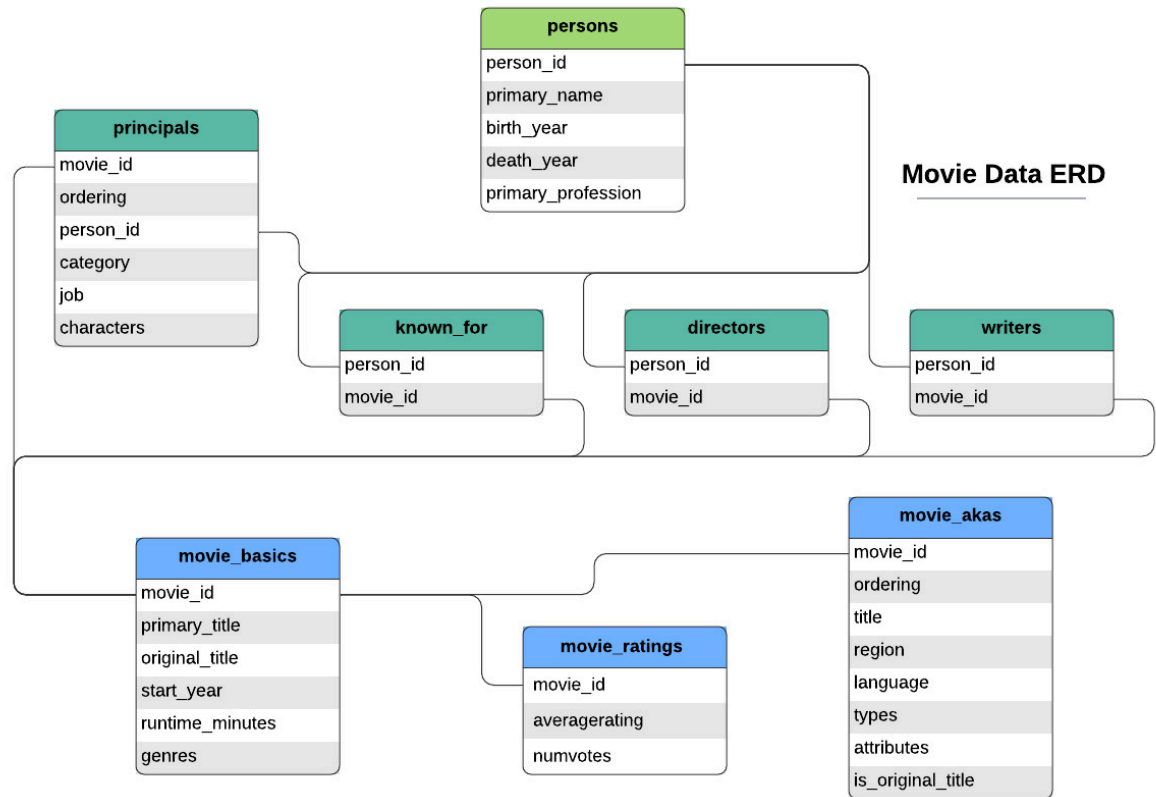 persons
person_id
primary_name
birth_year
death_year
primary_profession
principals
movie_id
ordering
person_id
category
job
characters
Movie Data ERD
known_for
person_id
movie_id
directors
person_id
movie_id
writers
person_id
movie_id
movie_basics
movie_id
primary_title
original_title
start_year
runtime_minutes
genres
movie_ratings
movie_id
averagerating
numvotes
movie_akas
movie_id
ordering
title
region
language
types
attributes
is_original_title